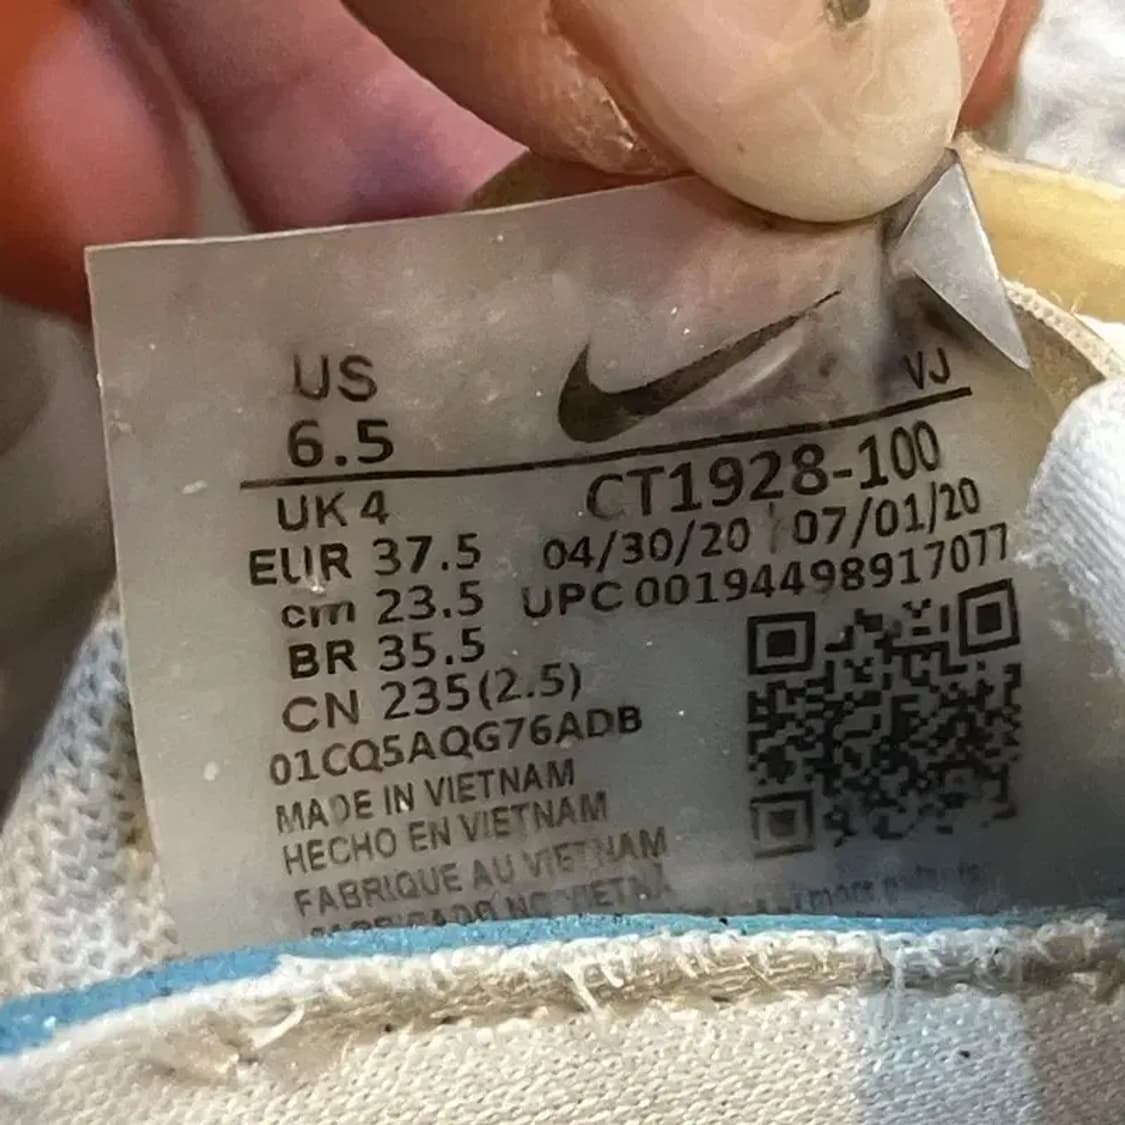 US
6.5
VJ
UK 4
CT1928-100
EUR 37.5
04/30/20 07/01/20
cm 23.5
UPC 00194498917077
BR 35.5
CN 235(2.5)
01CQ5AQG76ADB
MADE IN VIETNAM
HECHO EN VIETNAM
FABRIQUE AU VIETNAM